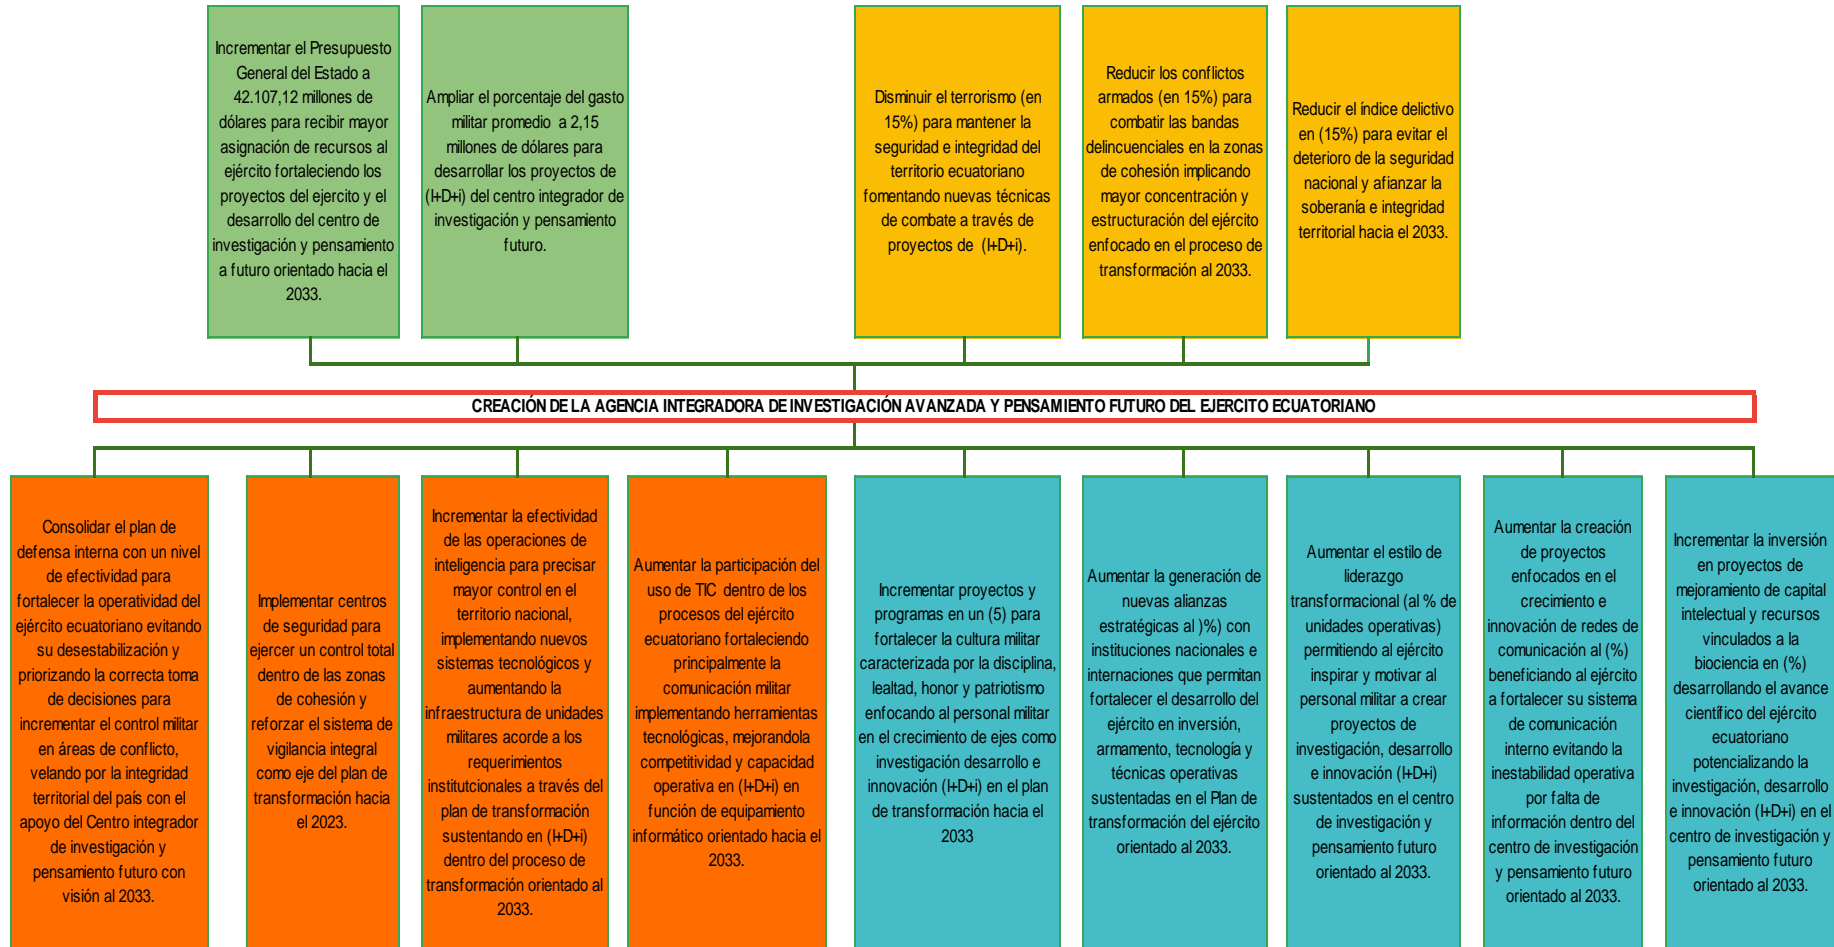 Incrementar el Presupuesto
General del Estado a
42.107,12 millones de
dólares para recibir mayor
asignación de recursos al
ejército fortaleciendo los
proyectos del ejercito y el
desarrollo del centro de
investigación y pensamiento
a futuro orientado hacia el
2033.
Ampliar el porcentaje del gasto
militar promedio a 2,15
millones de dólares para
desarrollar los proyectos de
(I+D+i) del centro integrador de
investigación y pensamiento
futuro.
Disminuir el terrorismo (en
15%) para mantener la
seguridad e integridad del
territorio ecuatoriano
fomentando nuevas técnicas
de combate a través de
proyectos de (I+D+i).
Reducir los conflictos
armados (en 15%) para
combatir las bandas
delincuenciales en la zonas
de cohesión implicando
mayor concentración y
estructuración del ejército
enfocado en el proceso de
transformación al 2033.
Reducir el índice delictivo
en (15%) para evitar el
deterioro de la seguridad
nacional y afianzar la
soberanía e integridad
territorial hacia el 2033.
CREACIÓN DE LA AGENCIA INTEGRADORA DE INVESTIGACIÓN AVANZADA Y PENSAMIENTO FUTURO DEL EJERCITO ECUATORIANO
Consolidar el plan de
defensa interna con un nivel
de efectividad para
fortalecer la operatividad del
ejército ecuatoriano evitando
su desestabilización y
priorizando la correcta toma
de decisiones para
incrementar el control militar
en áreas de conflicto,
velando por la integridad
territorial del país con el
apoyo del Centro integrador
de investigación y
pensamiento futuro con
visión al 2033.
Implementar centros
de seguridad para
ejercer un control total
dentro de las zonas
de cohesión y
reforzar el sistema de
vigilancia integral
como eje del plan de
transformación hacia
el 2023.
Incrementar la efectividad
de las operaciones de
inteligencia para precisar
mayor control en el
territorio nacional,
implementando nuevos
sistemas tecnológicos y
aumentando la
infraestructura de unidades
militares acorde a los
requerimientos
institutcionales a través del
plan de transformación
sustentando en (I+D+i)
dentro del proceso de
transformación orientado al
2033.
Aumentar la participación del
uso de TIC dentro de los
procesos del ejército
ecuatoriano fortaleciendo
principalmente la
comunicación militar
implementando herramientas
tecnológicas, mejorandola
competitividad y capacidad
operativa en (I+D+i) en
función de equipamiento
informático orientado hacia el
2033.
Incrementar proyectos y
programas en un (5) para
fortalecer la cultura militar
caracterizada por la disciplina,
lealtad, honor y patriotismo
enfocando al personal militar
en el crecimiento de ejes como
investigación desarrollo e
innovación (I+D+i) en el plan
de transformación hacia el
2033
Aumentar la generación de
nuevas alianzas
estratégicas al )%) con
instituciones nacionales e
internaciones que permitan
fortalecer el desarrollo del
ejército en inversión,
armamento, tecnología y
técnicas operativas
sustentadas en el Plan de
transformación del ejército
orientado al 2033.
Aumentar el estilo de
liderazgo
transformacional (al % de
unidades operativas)
permitiendo al ejército
inspirar y motivar al
personal militar a crear
proyectos de
investigación, desarrollo
e innovación (I+D+i)
sustentados en el centro
de investigación y
pensamiento futuro
orientado al 2033.
Aumentar la creación
de proyectos
enfocados en el
crecimiento e
innovación de redes de
comunicación al (%)
beneficiando al ejército
a fortalecer su sistema
de comunicación
interno evitando la
inestabilidad operativa
por falta de
información dentro del
centro de investigación
y pensamiento futuro
orientado al 2033.
Incrementar la inversión
en proyectos de
mejoramiento de capital
intelectual y recursos
vinculados a la
biociencia en (%)
desarrollando el avance
científico del ejército
ecuatoriano
potencializando la
investigación, desarrollo
e innovación (I+D+i) en el
centro de investigación y
pensamiento futuro
orientado al 2033.